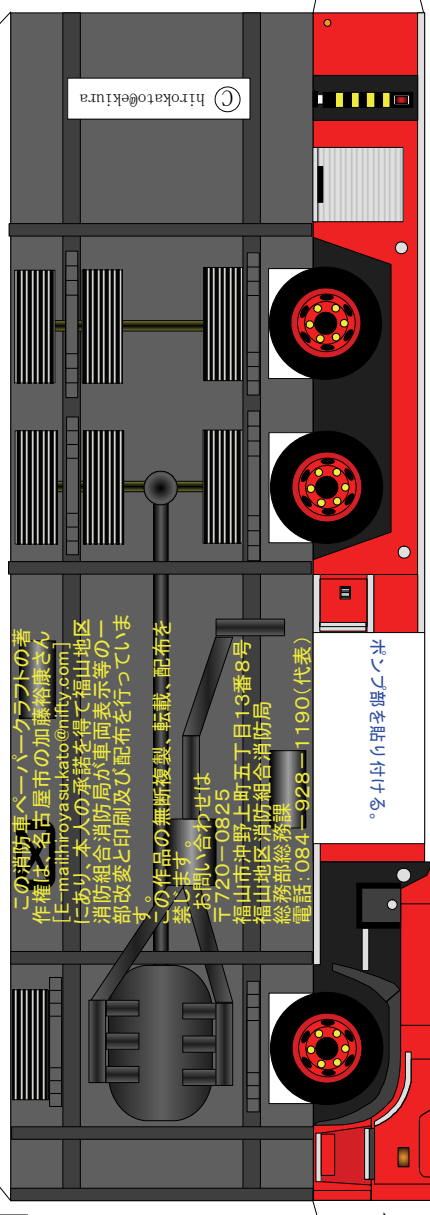 © hirokato@ekiura
この消防車ペーパークラフトの著
作権は、名古屋市の加藤裕康さん
[E-mail:hiroyasu.kato@nifty.com]
にあり、本人の承諾を得て福山地区
消防組合消防局が車両表示等の一
部改変と印刷及び配布を行っていま
す。
この作品の無断複製、転載、配布を
禁じます。
お問い合わせは
〒720-0825
福山市沖野上町五丁目13番8号
福山地区消防組合消防局
総務部総務課
電話:084-928-1190(代表)
ポンプ部を貼り付ける。